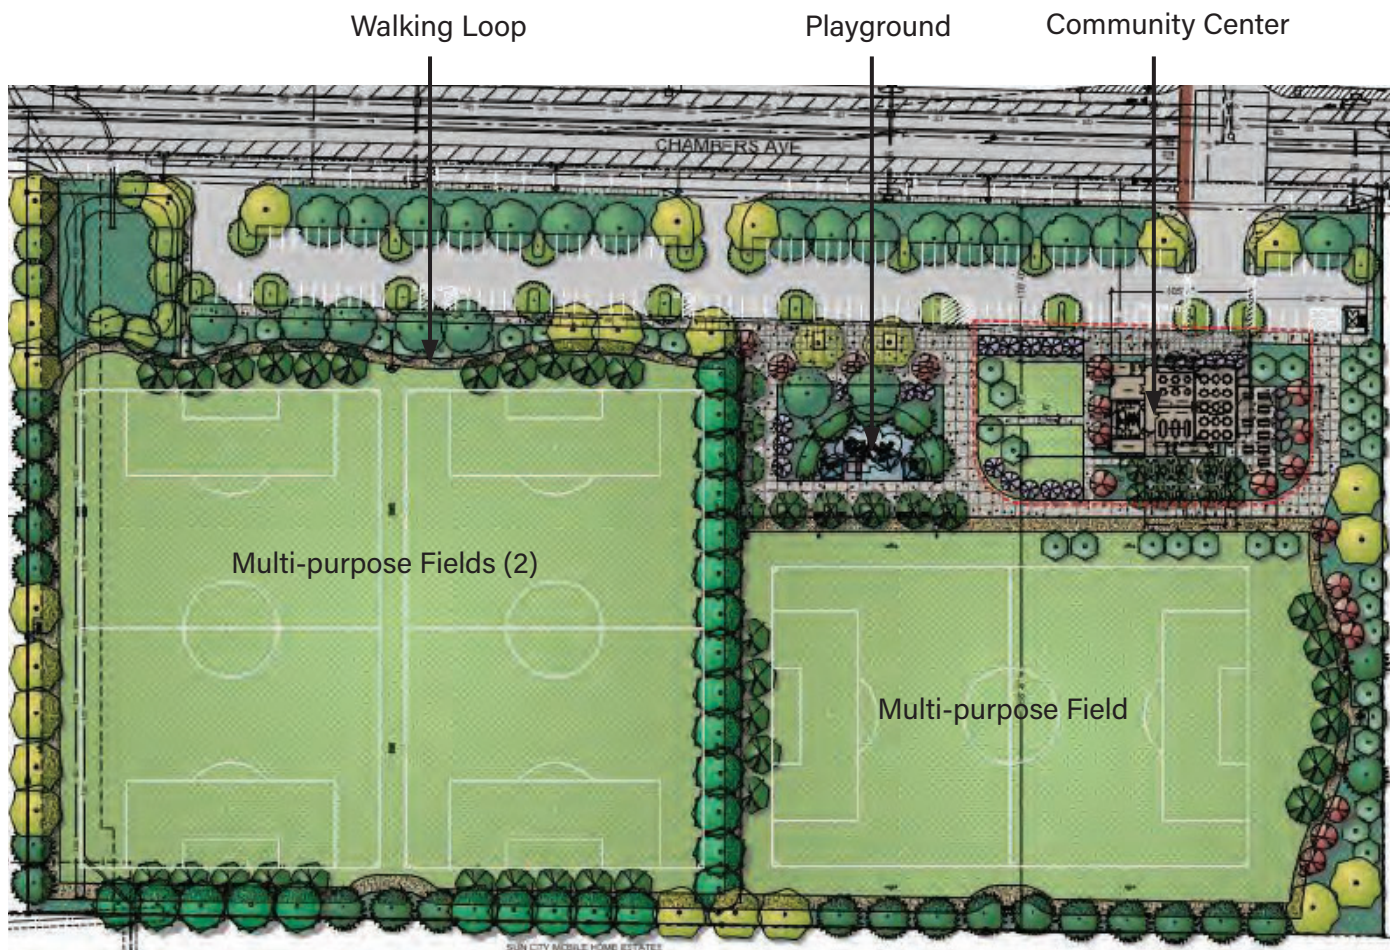 Walking Loop
Playground
Community Center
CHAMBERS AVE
Multi-purpose Fields (2)
Multi-purpose Field
SUN CITY MOBILE HOME ESTATES